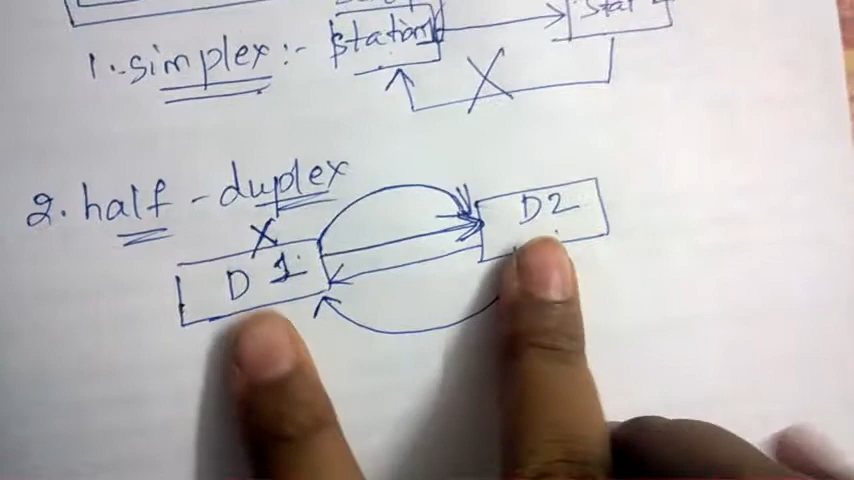 1. simplex :- station
2. half - duplex
D 1 D2